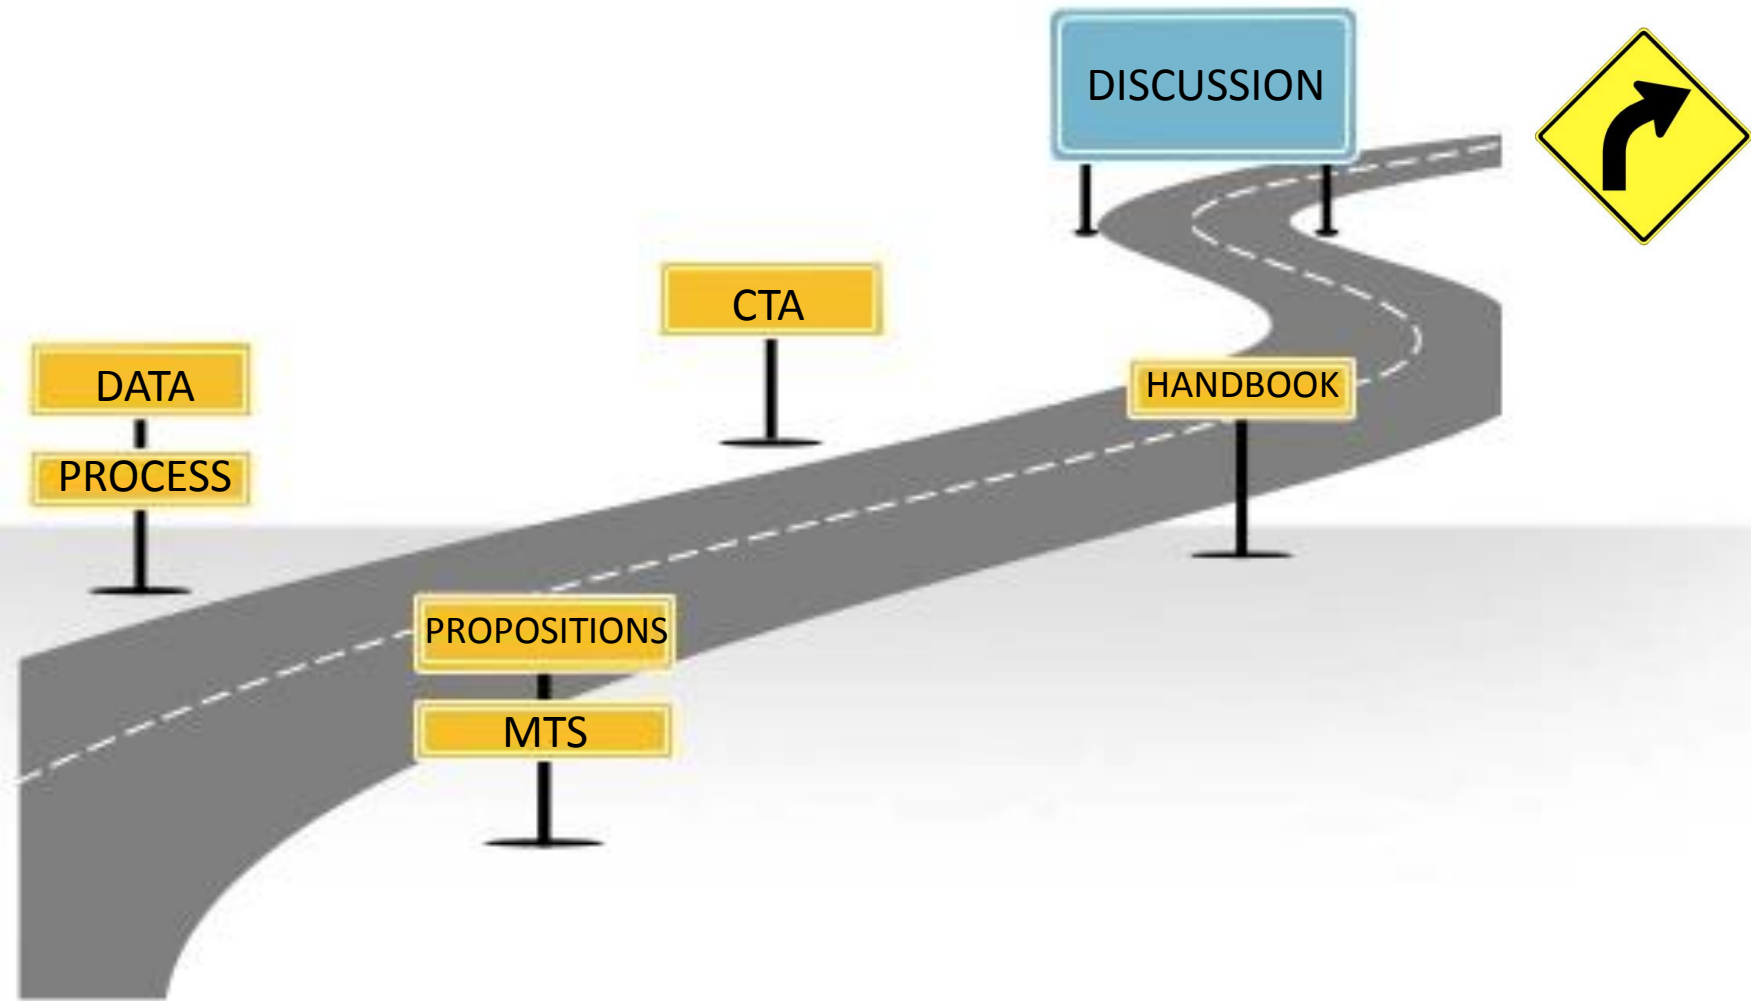 DISCUSSION
CTA
DATA
HANDBOOK
PROCESS
PROPOSITIONS
MTS